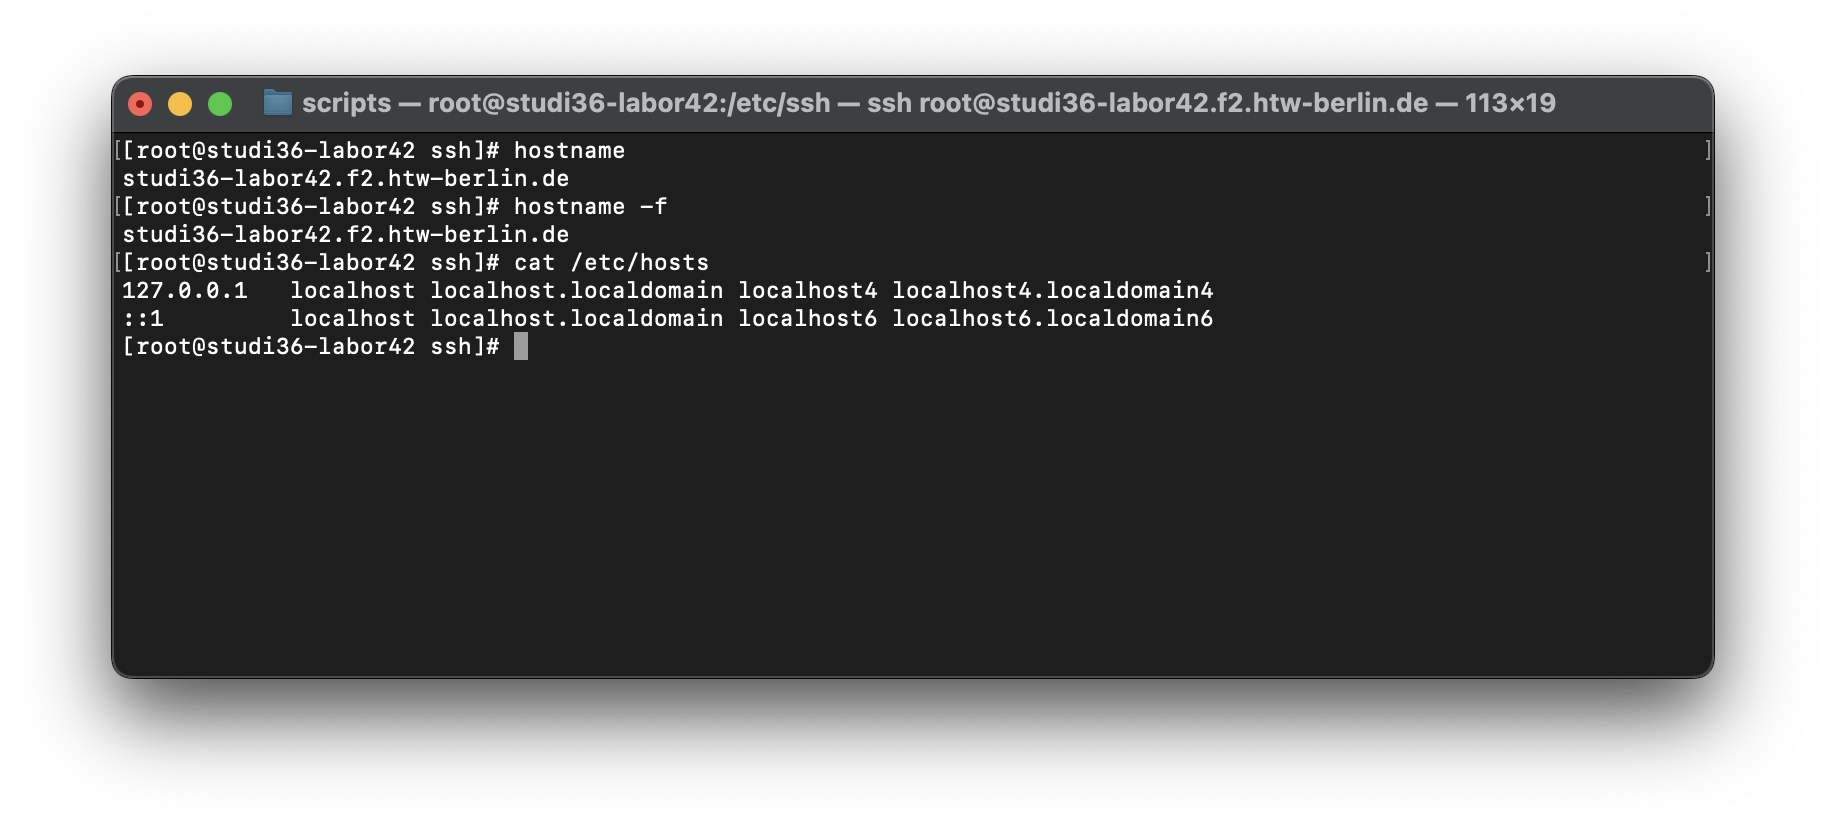 scripts — root@studi36-labor42:/etc/ssh — ssh root@studi36-labor42.f2.htw-berlin.de — 113×19
[[root@studi36-labor42 ssh]# hostname ]
studi36-labor42.f2.htw-berlin.de
[[root@studi36-labor42 ssh]# hostname -f ]
studi36-labor42.f2.htw-berlin.de
[[root@studi36-labor42 ssh]# cat /etc/hosts ]
127.0.0.1   localhost localhost.localdomain localhost4 localhost4.localdomain4
::1         localhost localhost.localdomain localhost6 localhost6.localdomain6
[root@studi36-labor42 ssh]#